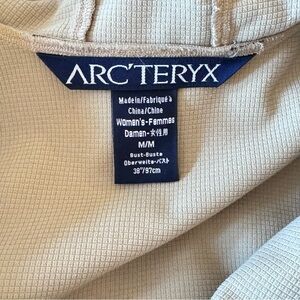 ARC'TERYX
Made in/Fabriqué à
China/Chine
Women's-Femmes
Damen-女性用
M/M
Bust-Buste
Oberweite-バスト
38"/97cm